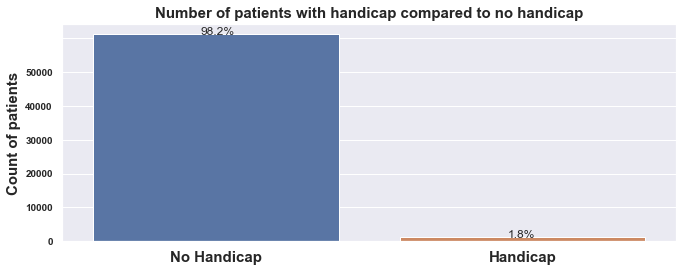 Number of patients with handicap compared to no handicap
98.2%
50000
40000
30000
20000
10000
0
Count of patients
1.8%
No Handicap
Handicap